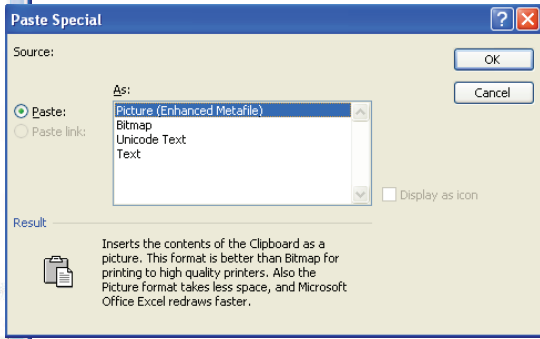 Paste Special
Source:
OK
As:
Cancel
Paste:
Picture (Enhanced Metafile)
Paste link:
Bitmap
Unicode Text
Text
Display as icon
Result
Inserts the contents of the Clipboard as a
picture. This format is better than Bitmap for
printing to high quality printers. Also the
Picture format takes less space, and Microsoft
Office Excel redraws faster.